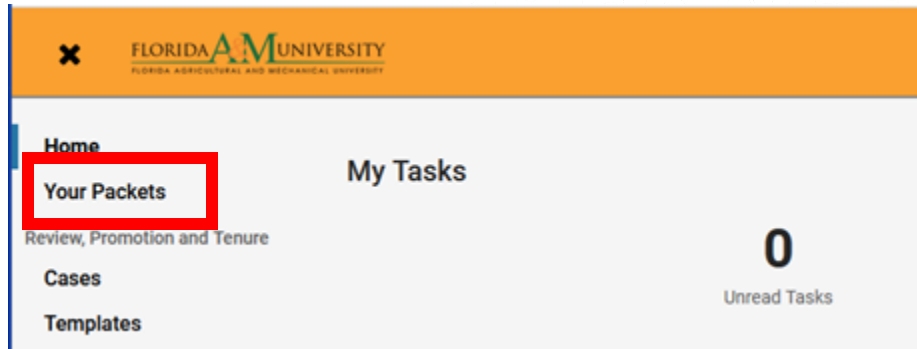 FLORIDA A&M UNIVERSITY
FLORIDA AGRICULTURAL AND MECHANICAL UNIVERSITY
Home
Your Packets
Review, Promotion and Tenure
Cases
Templates
My Tasks
0
Unread Tasks